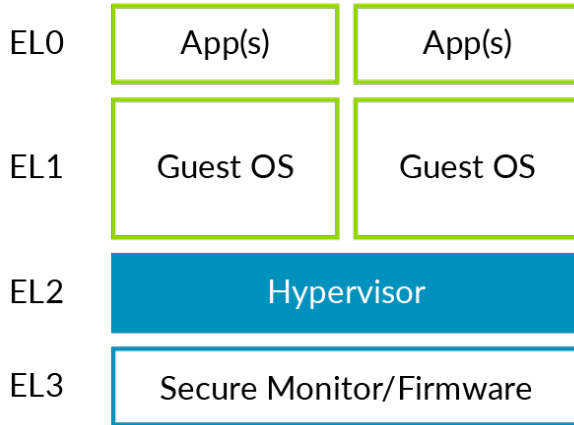 EL0 App(s) App(s)
EL1 Guest OS Guest OS
EL2 Hypervisor
EL3 Secure Monitor/Firmware